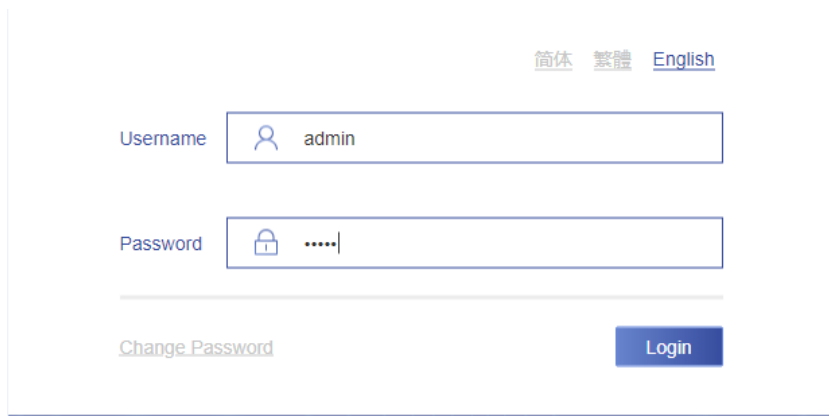 简体 繁體 English
Username admin
Password •••••
Change Password Login